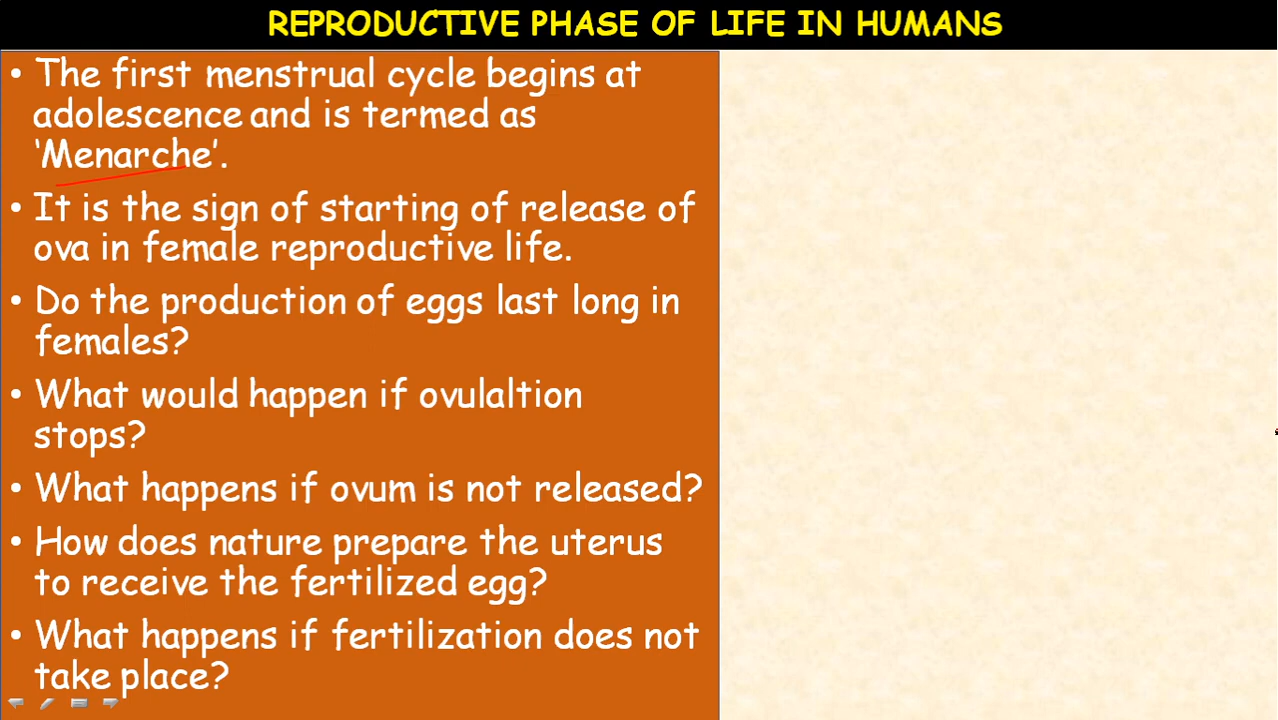 REPRODUCTIVE PHASE OF LIFE IN HUMANS
• The first menstrual cycle begins at
adolescence and is termed as
‘Menarche’.
• It is the sign of starting of release of
ova in female reproductive life.
• Do the production of eggs last long in
females?
• What would happen if ovulaltion
stops?
• What happens if ovum is not released?
• How does nature prepare the uterus
to receive the fertilized egg?
• What happens if fertilization does not
take place?